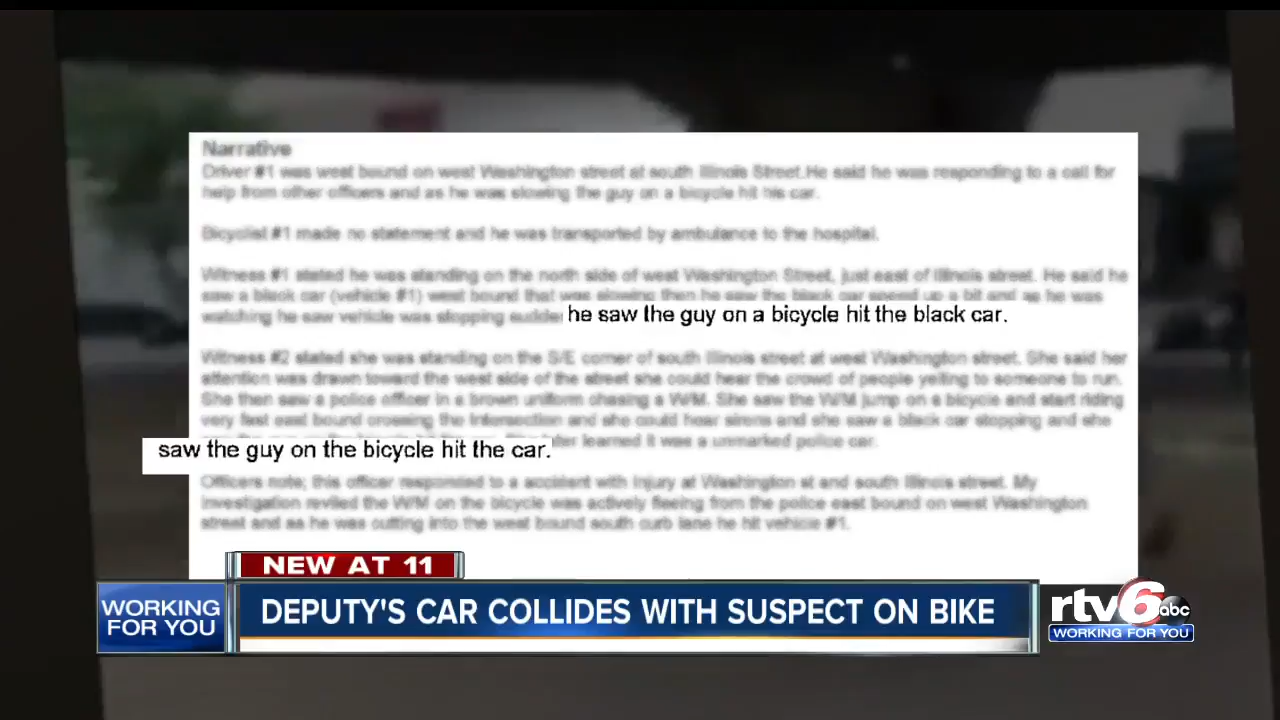 Narrative
Driver #1 was west bound on west Washington street at south Illinois Street.He said he was responding to a call for
help from other officers and as he was slowing the guy on a bicycle hit his car.
Bicyclist #1 made no statement and he was transported by ambulance to the hospital.
Witness #1 stated he was standing on the north side of west Washington Street, just east of Illinois street. He said he
saw a black car (vehicle #1) west bound that was slowing then he saw the black car speed up a bit and as he was
watching he saw vehicle was stopping he saw the guy on a bicycle hit the black car.
Witness #2 stated she was standing on the S/E corner of south Illinois street at west Washington street. She said her
attention was drawn toward the west side of the street she could hear the crowd of people yelling to someone to run.
She then saw a police officer in a brown uniform chasing a W/M. She saw the W/M jump on a bicycle and start riding
very fast east bound crossing the intersection and she could hear sirens and she saw a black car stopping and she
saw the guy on the bicycle hit the car. later learned it was a unmarked police car.
Officers note; this officer responded to a accident with injury at Washington st and south Illinois street. My
investigation reviled the W/M on the bicycle was actively fleeing from the police east bound on west Washington
street and as he was cutting into the west bound south curb lane he hit vehicle #1.
NEW AT 11
WORKING
FOR YOU
DEPUTY'S CAR COLLIDES WITH SUSPECT ON BIKE
rtv6 abc
WORKING FOR YOU